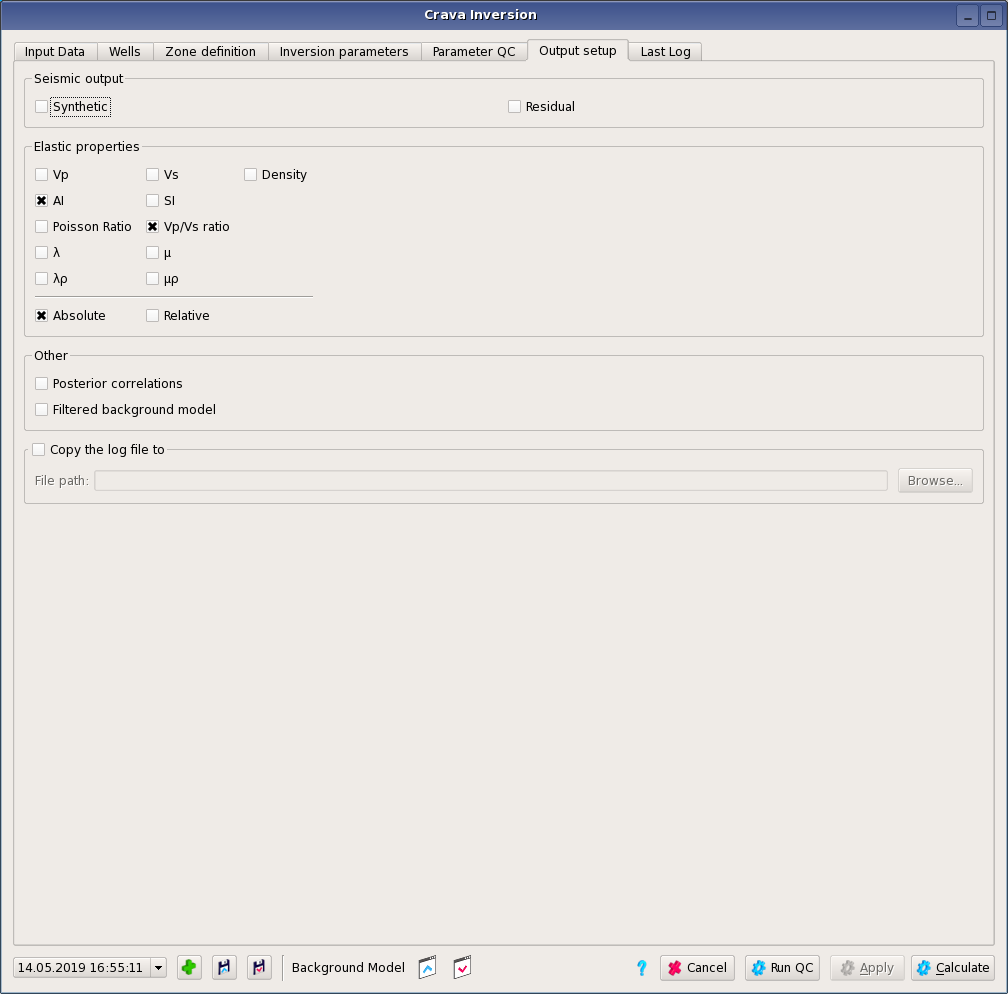 Crava Inversion
Input Data Wells Zone definition Inversion parameters Parameter QC Output setup Last Log
Seismic output
Synthetic Residual
Elastic properties
Vp Vs Density
AI SI
Poisson Ratio Vp/Vs ratio
λ μ
λρ μρ
Absolute Relative
Other
Posterior correlations
Filtered background model
Copy the log file to
File path: Browse...
14.05.2019 16:55:11 Background Model ? Cancel Run QC Apply Calculate